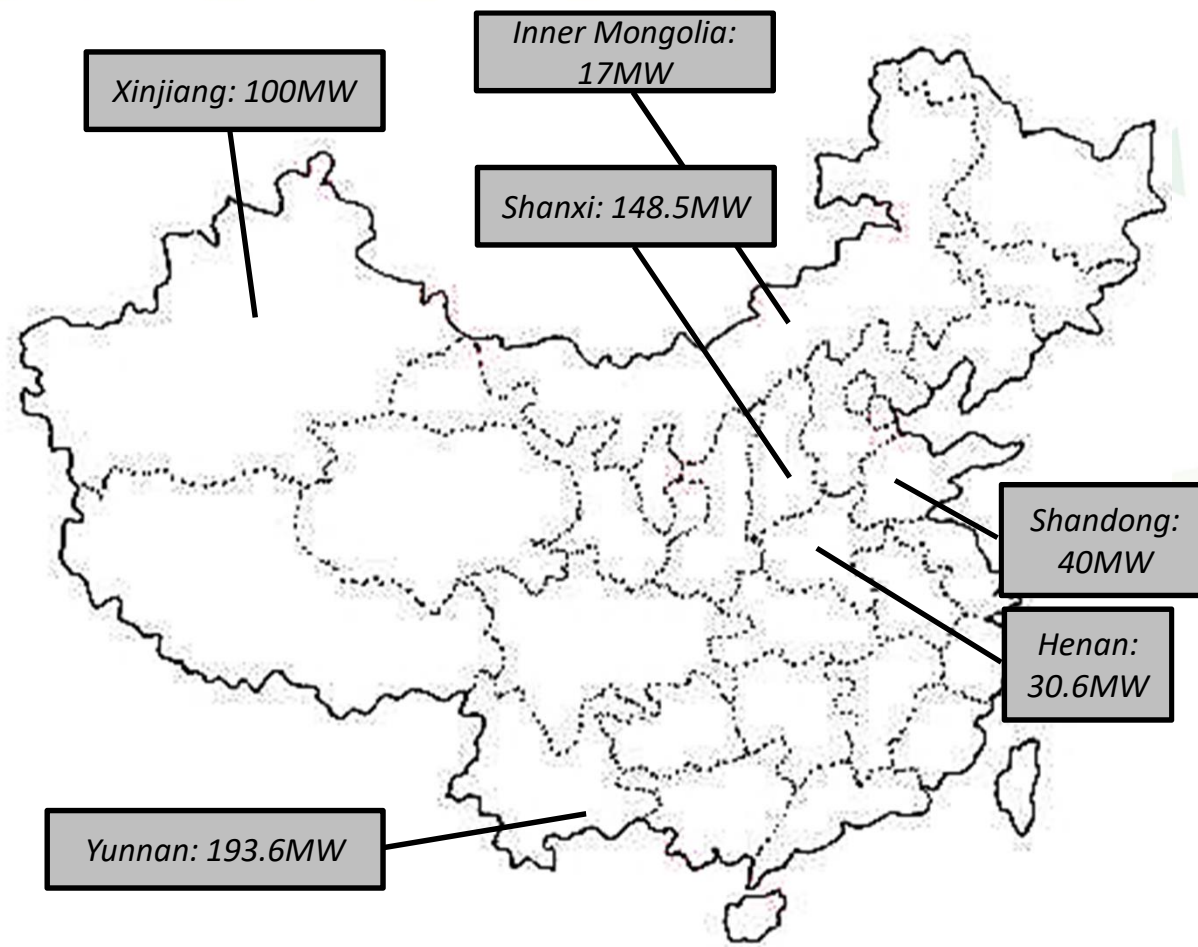 Inner Mongolia:
17MW
Xinjiang: 100MW
Shanxi: 148.5MW
Shandong:
40MW
Henan:
30.6MW
Yunnan: 193.6MW